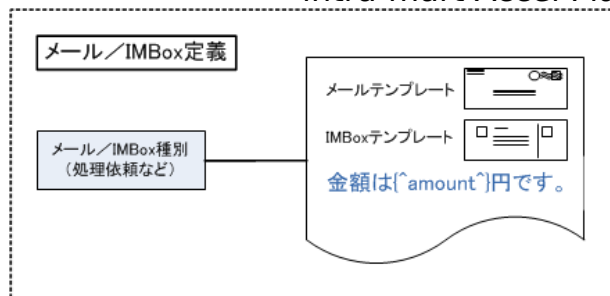 メール／IMBox定義
メールテンプレート
IMBoxテンプレート
メール／IMBox種別
（処理依頼など）
金額は{^amount^}円です。